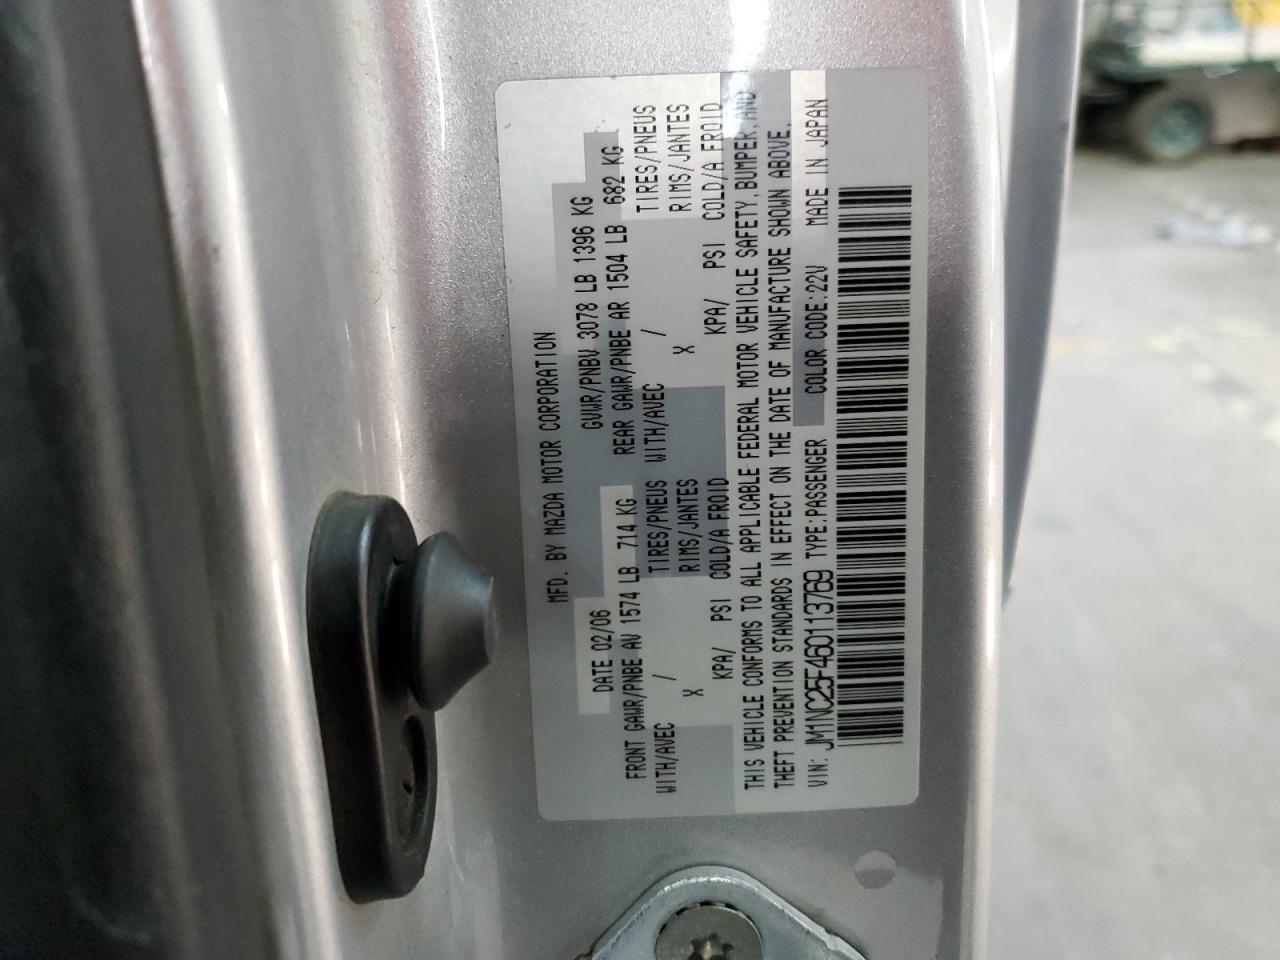 MFD. BY MAZDA MOTOR CORPORATION
DATE 02/06 GVWR/PNBV 3078 LB 1396 KG
FRONT GAWR/PNBE AV 1574 LB 714 KG REAR GAWR/PNBE AR 1504 LB 682 KG
WITH/AVEC / TIRES/PNEUS WITH/AVEC / TIRES/PNEUS
X RIMS/JANTES X RIMS/JANTES
KPA/ PSI COLD/A FROID KPA/ PSI COLD/A FROID
THIS VEHICLE CONFORMS TO ALL APPLICABLE FEDERAL MOTOR VEHICLE SAFETY, BUMPER, AND
THEFT PREVENTION STANDARDS IN EFFECT ON THE DATE OF MANUFACTURE SHOWN ABOVE.
VIN: JM1NC25F460113769 TYPE:PASSENGER COLOR CODE:22V MADE IN JAPAN